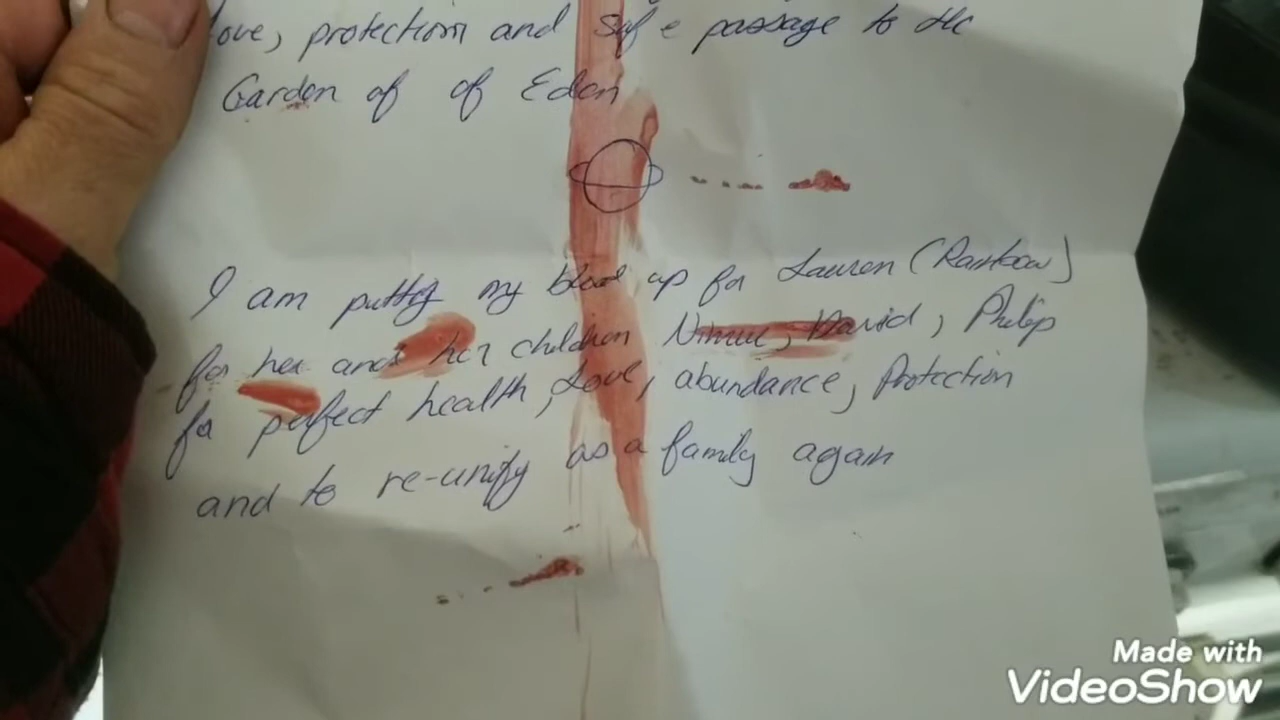 love, protection and safe passage to the
Garden of of Eden
I am putting my blood up for Lauren (Rainbow)
for her and her children Nimue, David, Philip
for perfect health, Love, abundance, Protection
and to re-unify as a family again
Made with
VideoShow